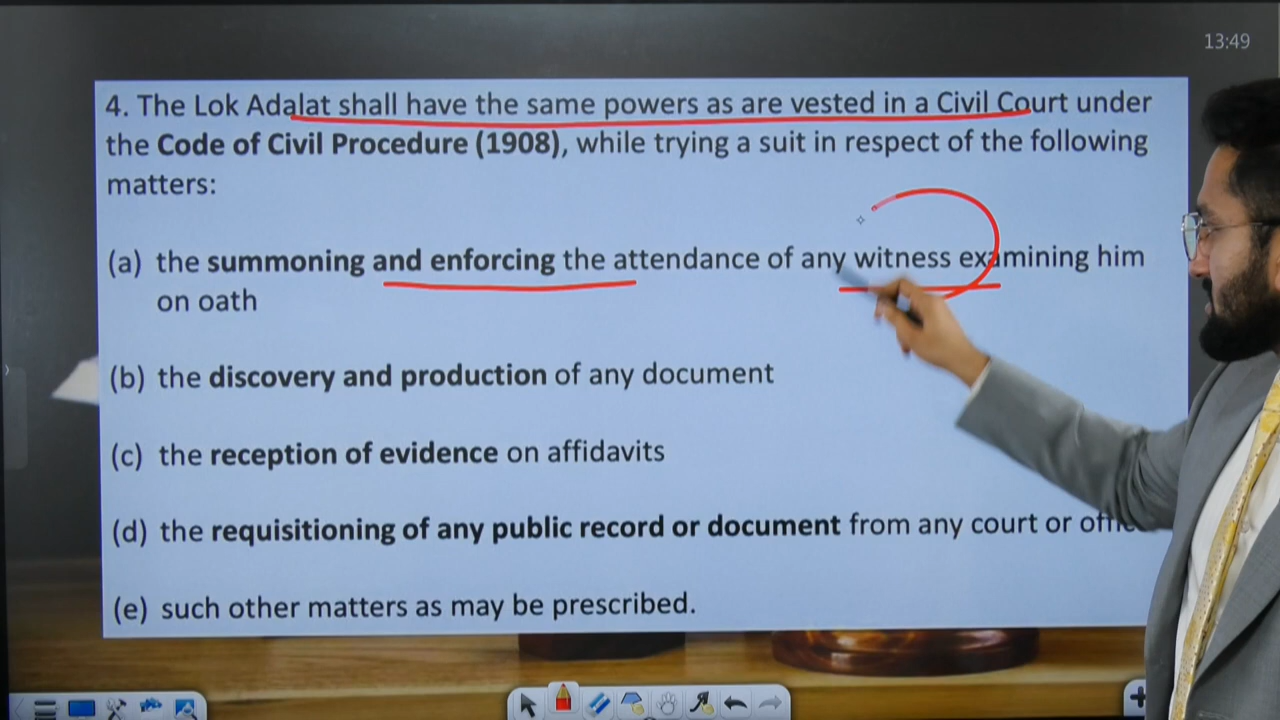 13:49
4. The Lok Adalat shall have the same powers as are vested in a Civil Court under
the Code of Civil Procedure (1908), while trying a suit in respect of the following
matters:
(a) the summoning and enforcing the attendance of any witness examining him
on oath
(b) the discovery and production of any document
(c) the reception of evidence on affidavits
(d) the requisitioning of any public record or document from any court or
(e) such other matters as may be prescribed.